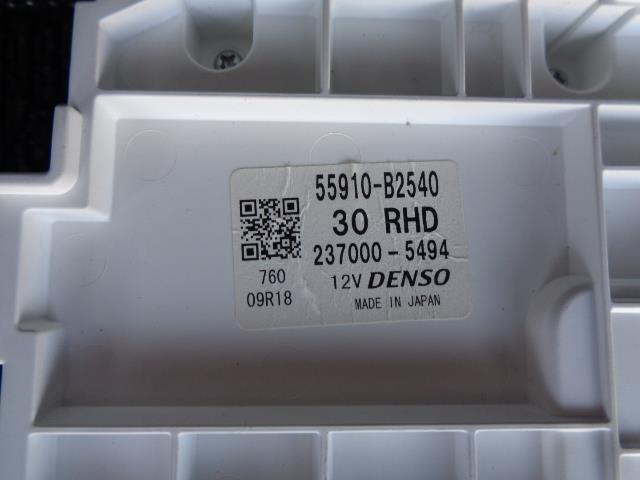 55910-B2540
30 RHD
237000-5494
760 12V DENSO
09R18 MADE IN JAPAN